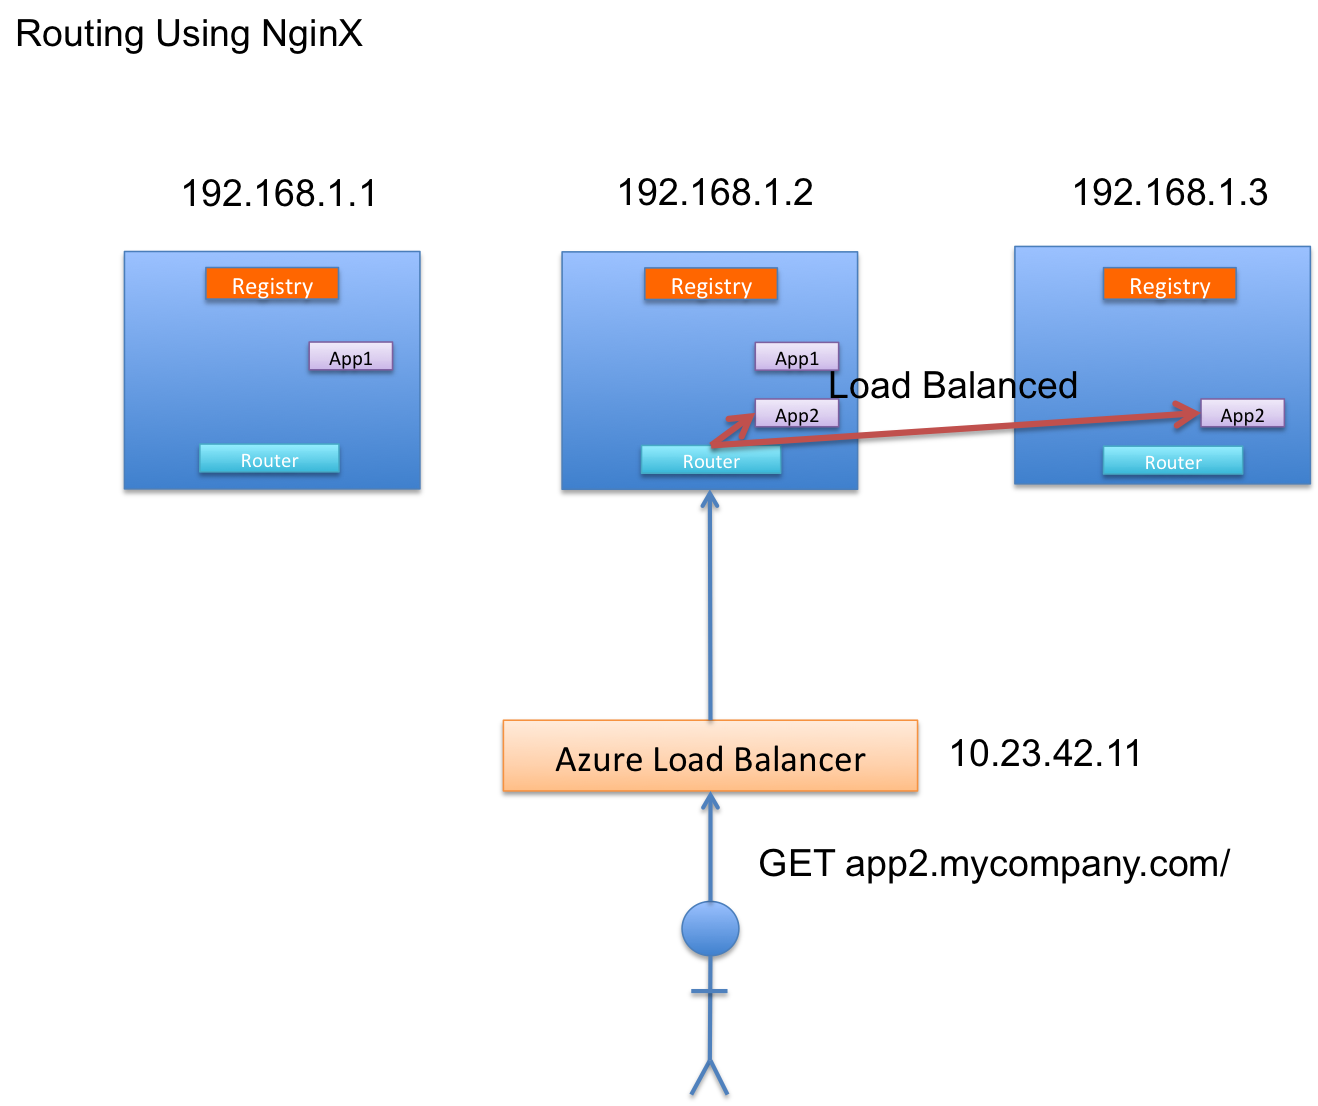 Routing Using NginX
192.168.1.1
192.168.1.2
192.168.1.3
Registry
Registry
Registry
App1
App1
Load Balanced
App2
App2
Router
Router
Router
Azure Load Balancer
10.23.42.11
GET app2.mycompany.com/